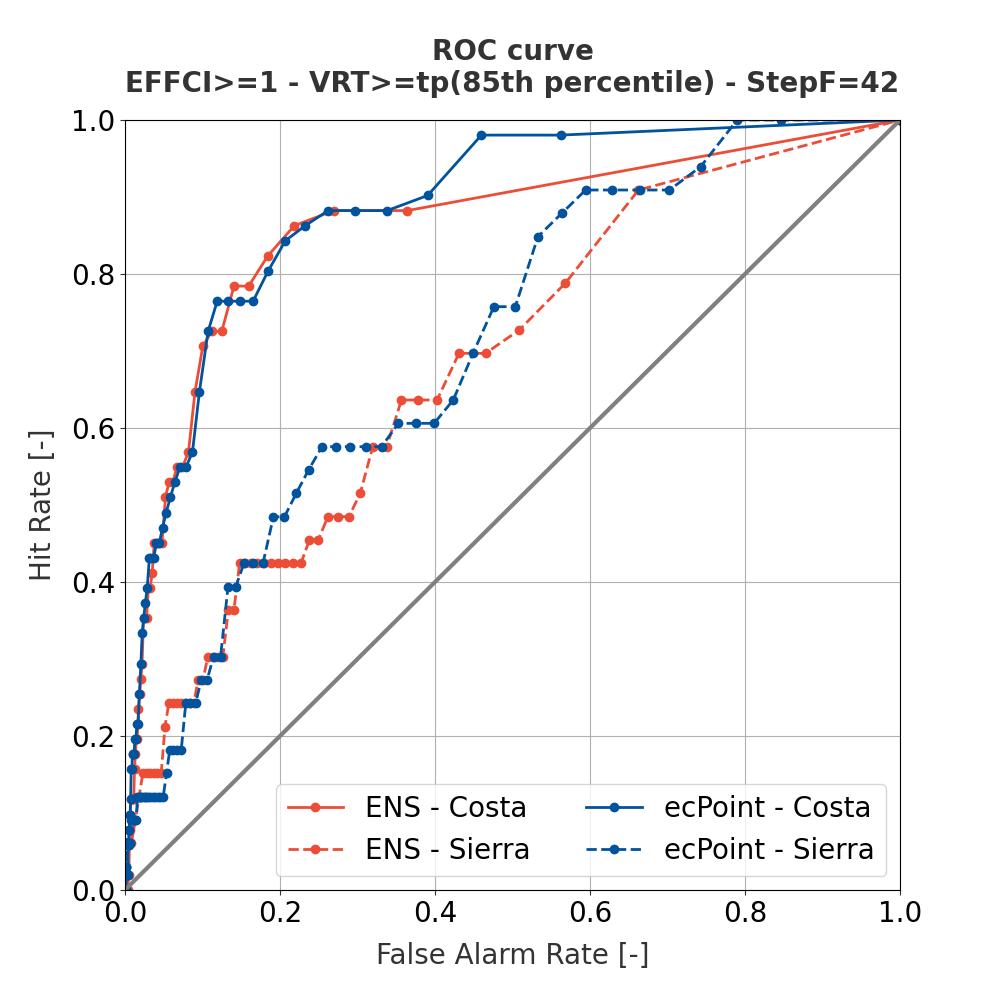 ROC curve
EFFCI>=1 - VRT>=tp(85th percentile) - StepF=42
1.0
0.8
0.6
0.4
0.2
0.0
Hit Rate [-]
ENS - Costa
ENS - Sierra
ecPoint - Costa
ecPoint - Sierra
0.0 0.2 0.4 0.6 0.8 1.0
False Alarm Rate [-]